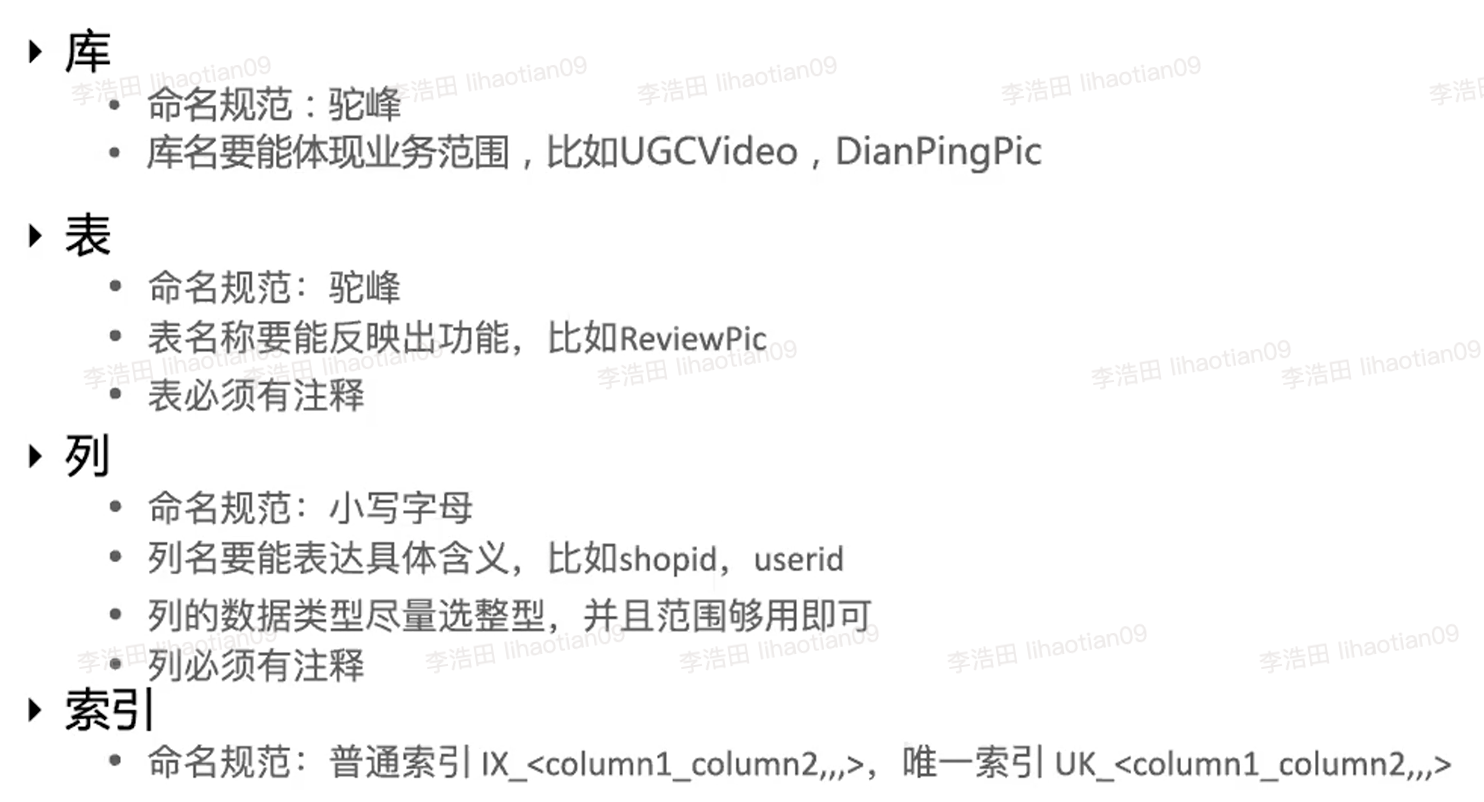 库
李浩田 lihaotian09 李浩田 lihaotian09 李浩田 lihaotian09 李浩田 lihaotian09 李浩田
• 命名规范：驼峰
• 库名要能体现业务范围，比如UGCVideo，DianPingPic
表
• 命名规范：驼峰
• 表名称要能反映出功能，比如ReviewPic
李浩田 lihaotian09 李浩田 lihaotian09 李浩田 lihaotian09 李浩田 lihaotian09 李浩田 lihaotian09
• 表必须有注释
列
• 命名规范：小写字母
• 列名要能表达具体含义，比如shopid，userid
• 列的数据类型尽量选整型，并且范围够用即可
李浩田 lihaotian09 李浩田 lihaotian09 李浩田 lihaotian09 李浩田 lihaotian09 李浩田 lihaotian09
• 列必须有注释
索引
• 命名规范：普通索引 IX_<column1_column2,,,>，唯一索引 UK_<column1_column2,,,>